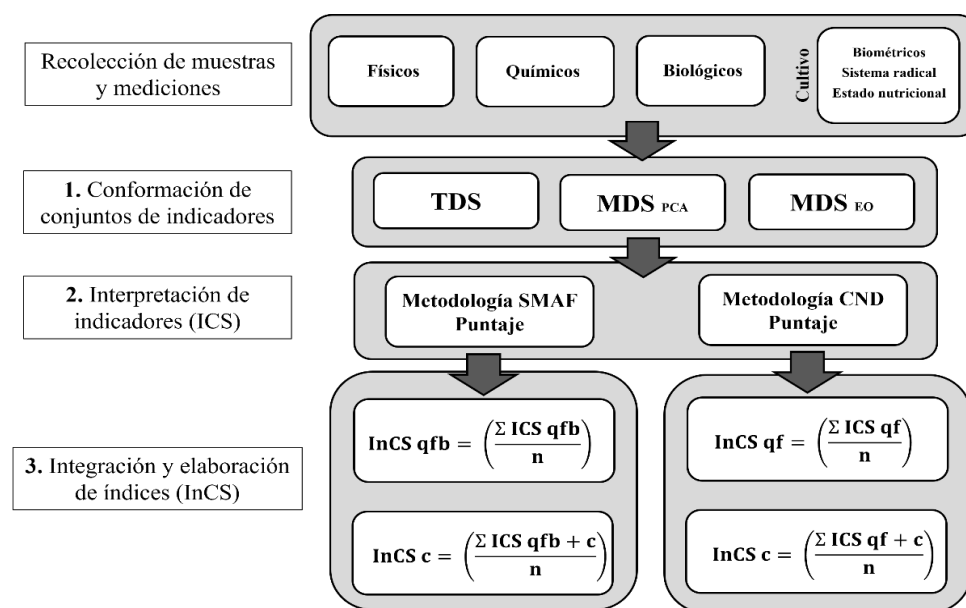 Recolección de muestras
y mediciones
Físicos
Químicos
Biológicos
Cultivo
Biométricos
Sistema radical
Estado nutricional
1. Conformación de
conjuntos de indicadores
TDS
MDS PCA
MDS EO
2. Interpretación de
indicadores (ICS)
Metodología SMAF
Puntaje
Metodología CND
Puntaje
3. Integración y elaboración
de índices (InCS)
InCS qfb = (Σ ICS qfb / n)
InCS qf = (Σ ICS qf / n)
InCS c = (Σ ICS qfb + c / n)
InCS c = (Σ ICS qf + c / n)